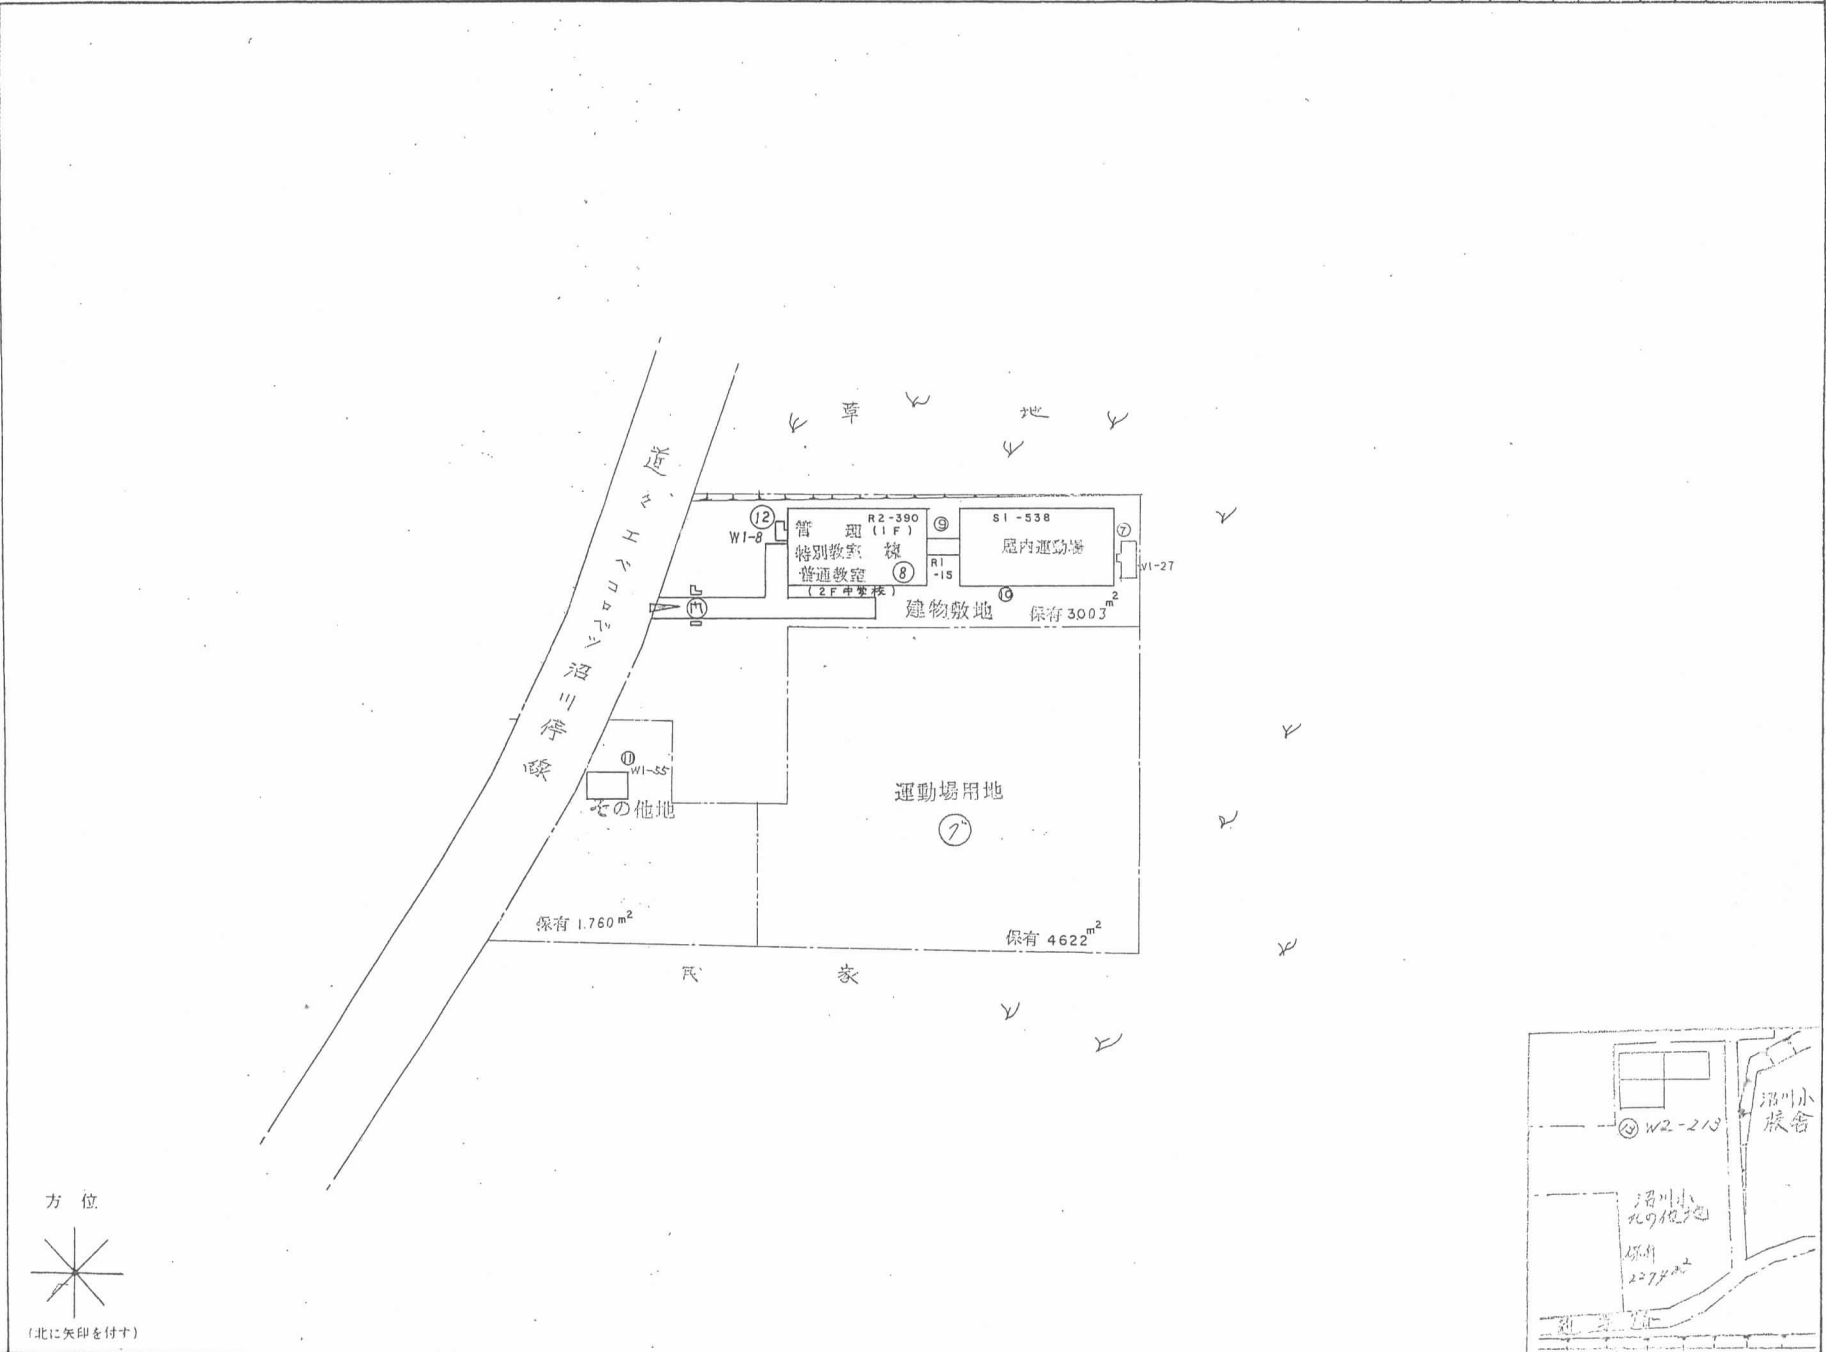 草 地
道々 エベコロベツ 沼川停線
⑫
W1-8
管 理
R2-390
(1F)
特別教室 棟
普通教室 ⑧
(2F中学校)
⑨
R1
-15
S1-538
屋内運動場
⑦
W1-27
⑩
門
建物敷地 保有 3003m²
⑪
W1-55
その他地
運動場用地
グ
保有 1.760m²
保有 4622m²
民 家
方 位
(北に矢印を付す)
⑬ W2-213
沼川小
校舎
沼川小
その他地
保有
2274m²